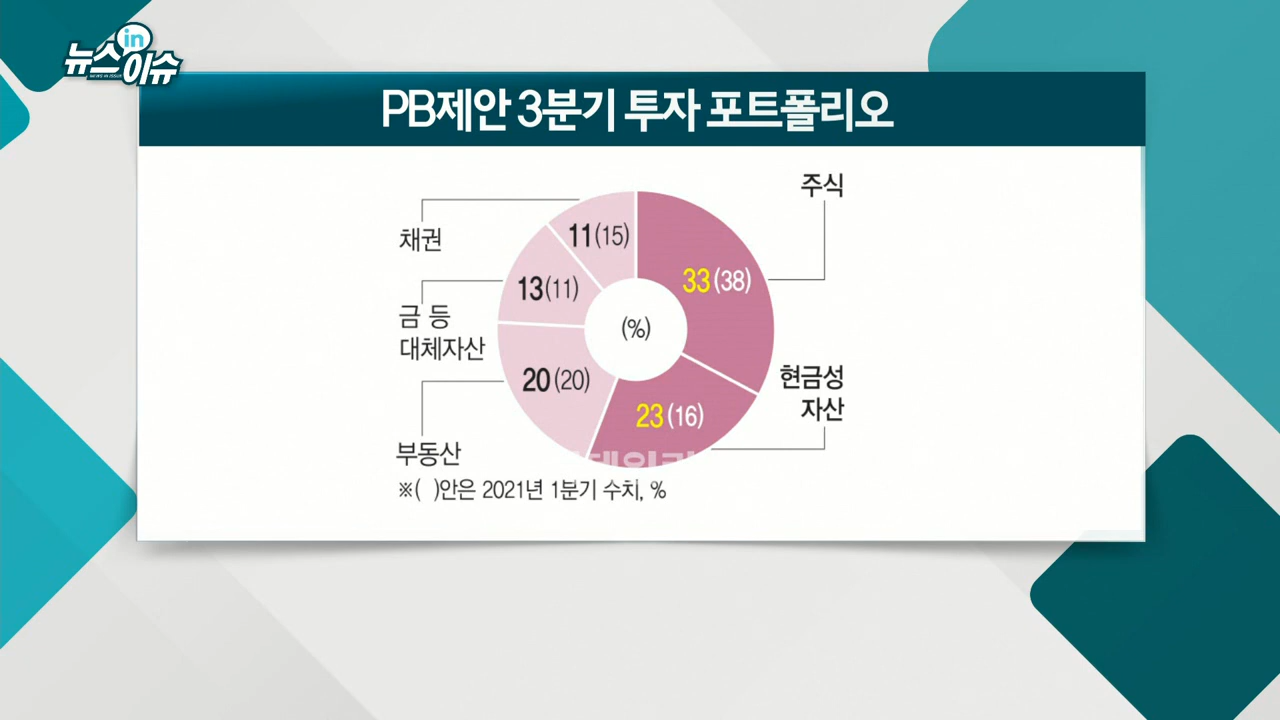 뉴스in이슈
NEWS IN ISSUE
PB제안 3분기 투자 포트폴리오
주식
33(38)
현금성
자산
23(16)
부동산
20(20)
금 등
대체자산
13(11)
채권
11(15)
(%)
※( )안은 2021년 1분기 수치, %